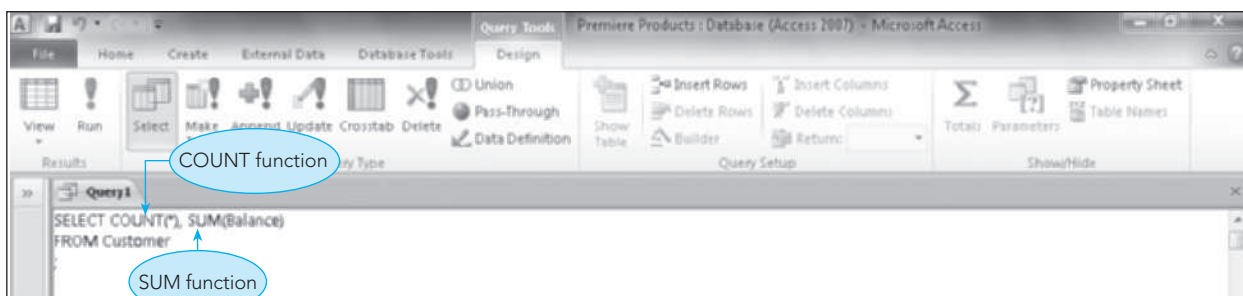 Query Tools Premiere Products : Database (Access 2007) - Microsoft Access
File Home Create External Data Database Tools Design
View Run Select Make Append Update Crosstab Delete
Union
Pass-Through
Data Definition
Show Table
Insert Rows
Delete Rows
Builder
Insert Columns
Delete Columns
Return:
Totals Parameters
Property Sheet
Table Names
Results Query Setup Show/Hide
COUNT function
Query1
SELECT COUNT(*), SUM(Balance)
FROM Customer
;
SUM function